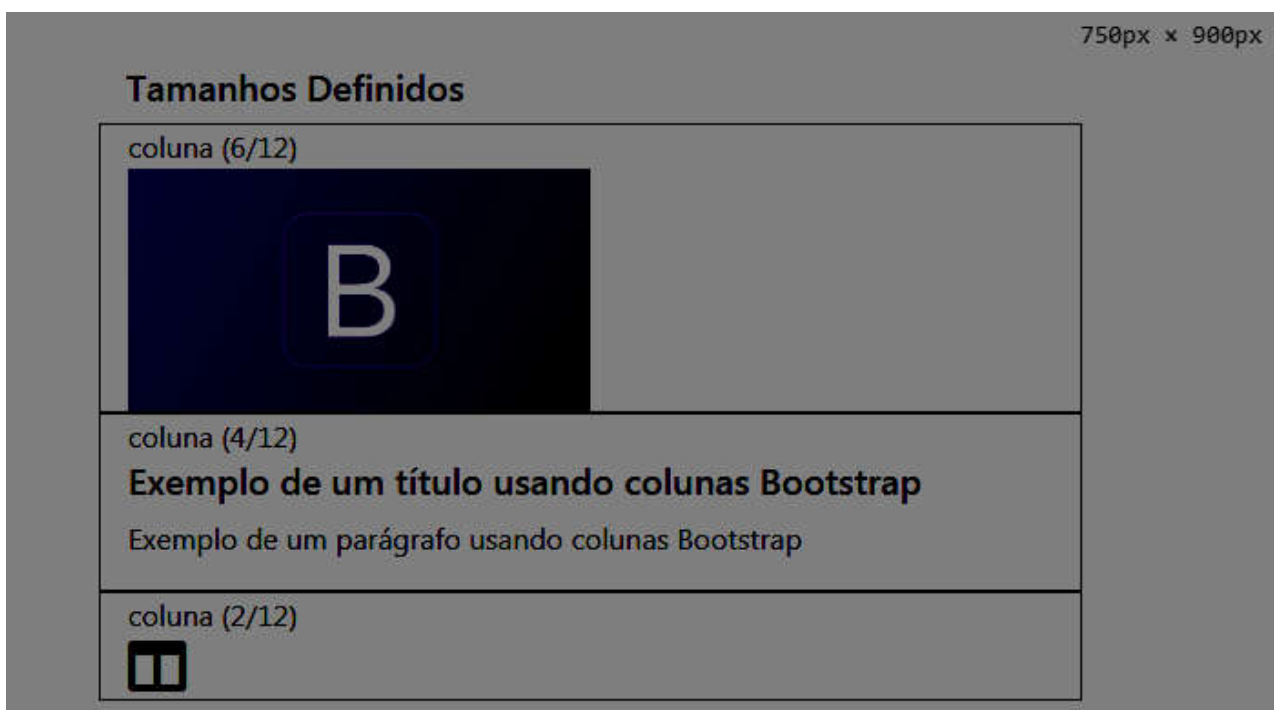 750px × 900px
Tamanhos Definidos
coluna (6/12)
B
coluna (4/12)
Exemplo de um título usando colunas Bootstrap
Exemplo de um parágrafo usando colunas Bootstrap
coluna (2/12)